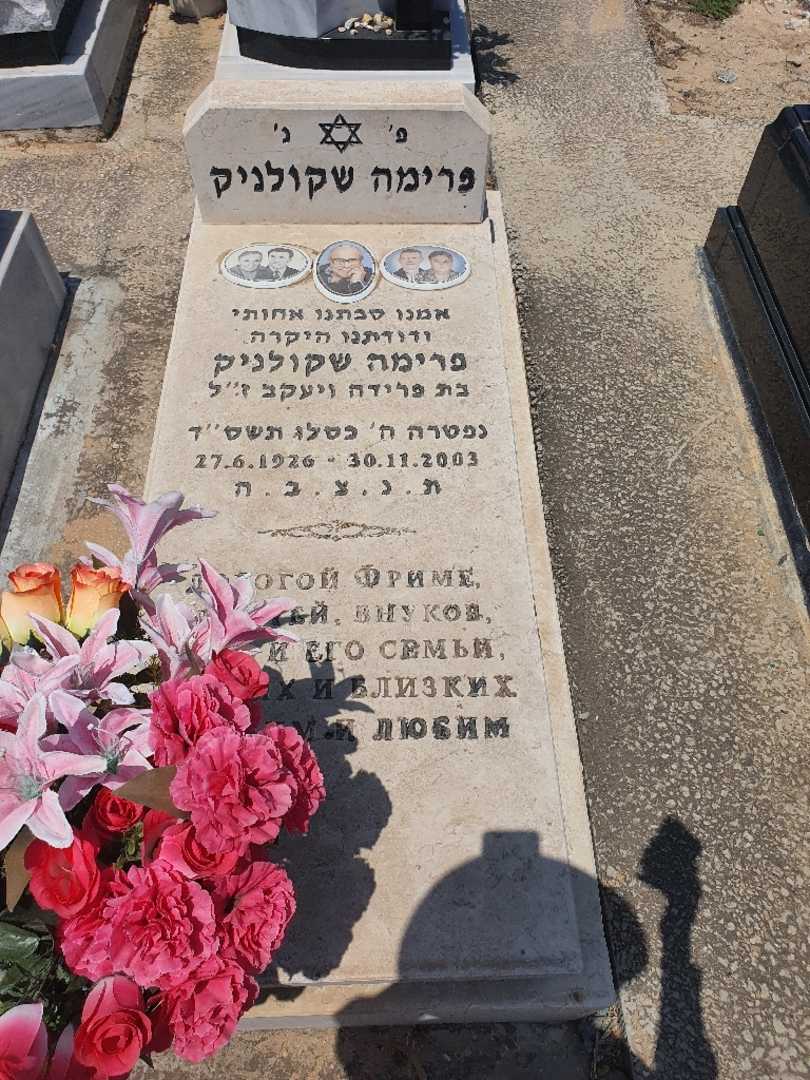 פ' נ'
פרימה שקולניק
אמנו סבתנו אחותי
ודודתנו היקרה
פרימה שקולניק
בת פרידה ויעקב ז''ל
נפטרה ה' כסלו תשס''ד
27.6.1926 - 30.11.2003
ת . נ . צ . ב . ה
ФРИМЕ,
ВНУКОВ,
И ЕГО СЕМЬИ,
И БЛИЗКИХ
И ЛЮБИМ